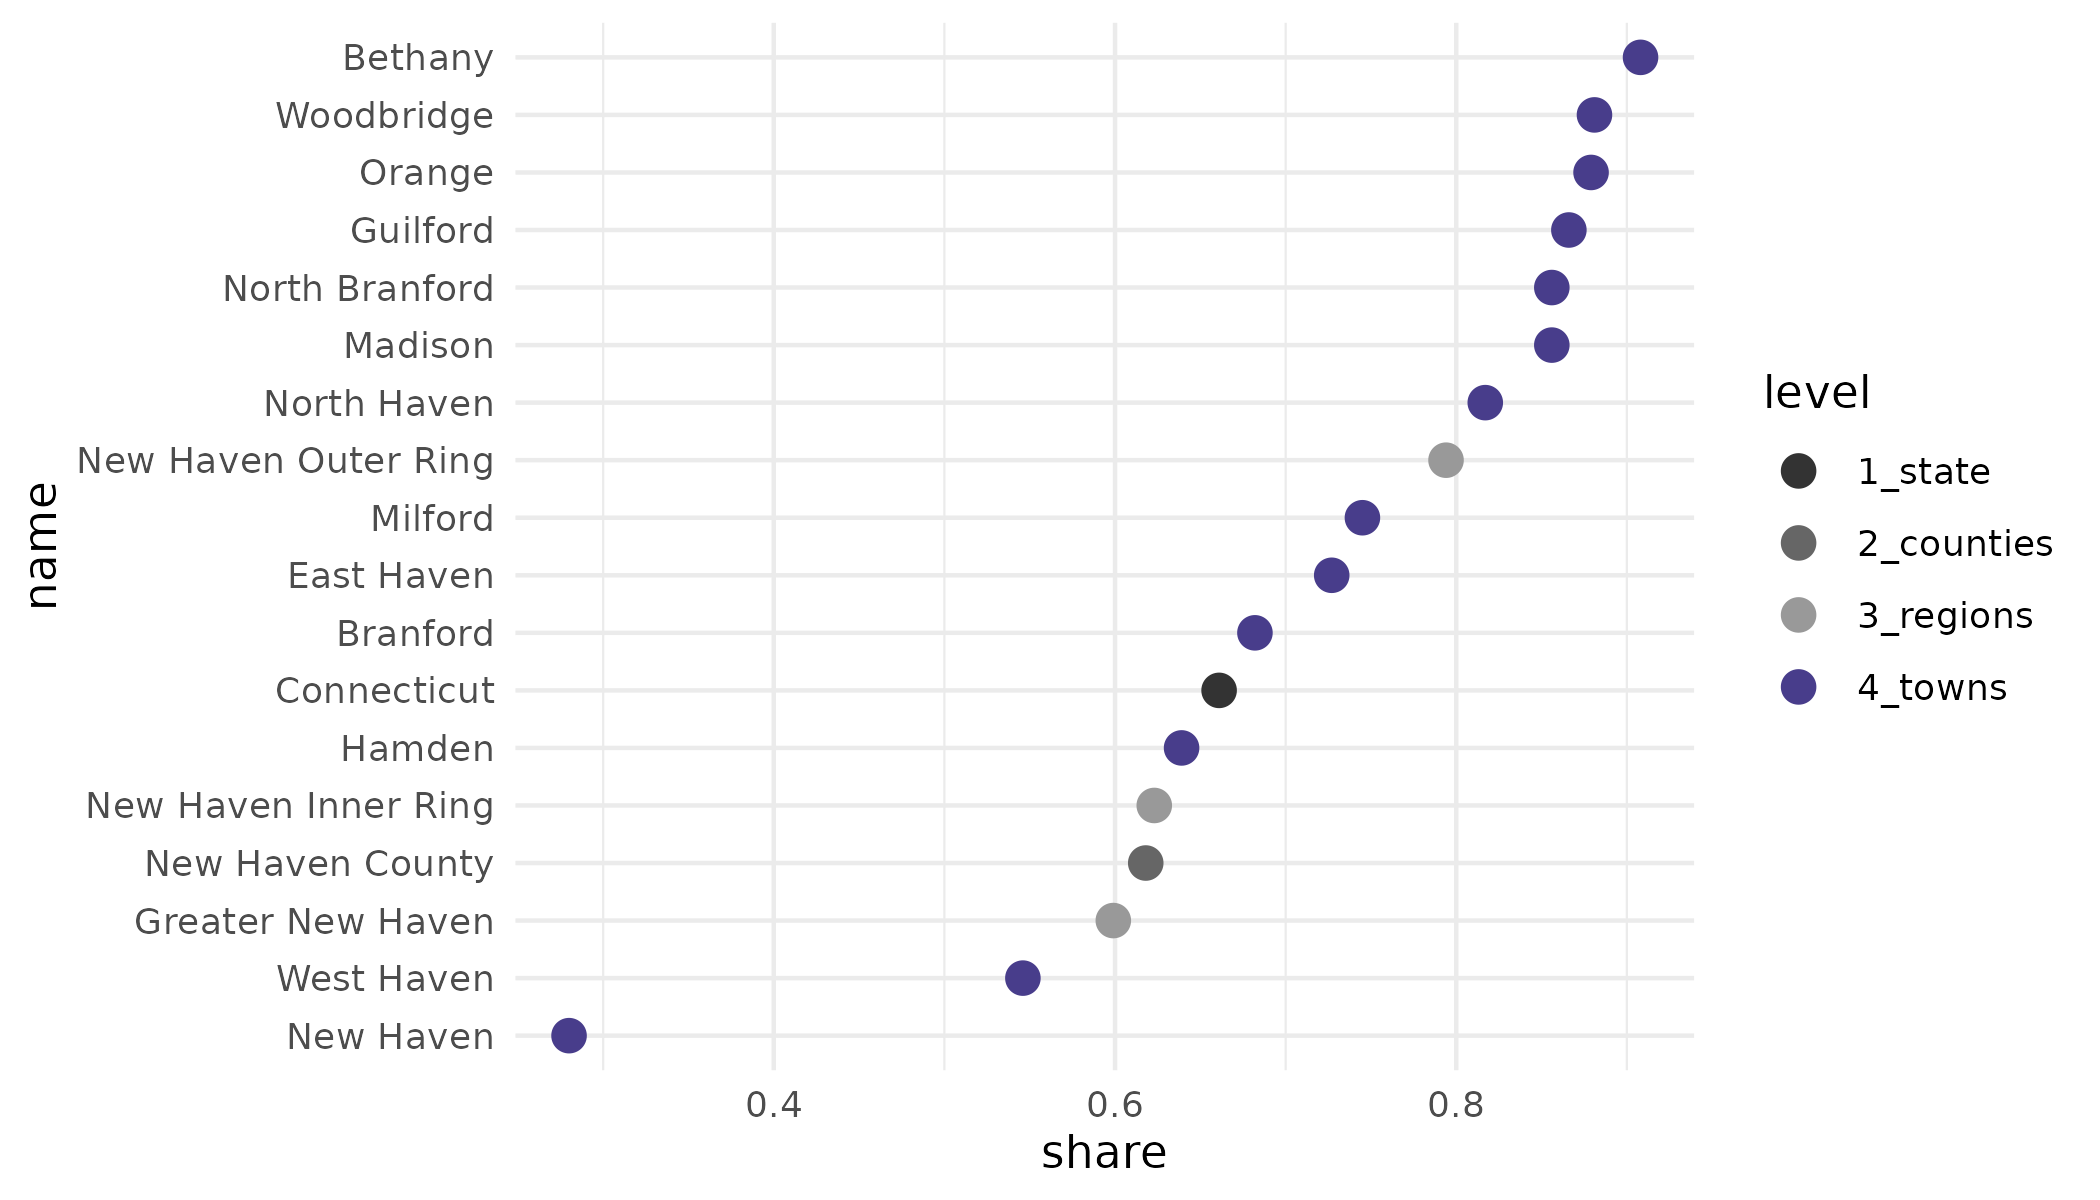 Bethany
Woodbridge
Orange
Guilford
North Branford
Madison
North Haven
New Haven Outer Ring
Milford
East Haven
Branford
Connecticut
Hamden
New Haven Inner Ring
New Haven County
Greater New Haven
West Haven
New Haven
name
0.4 0.6 0.8
share
level
1_state
2_counties
3_regions
4_towns